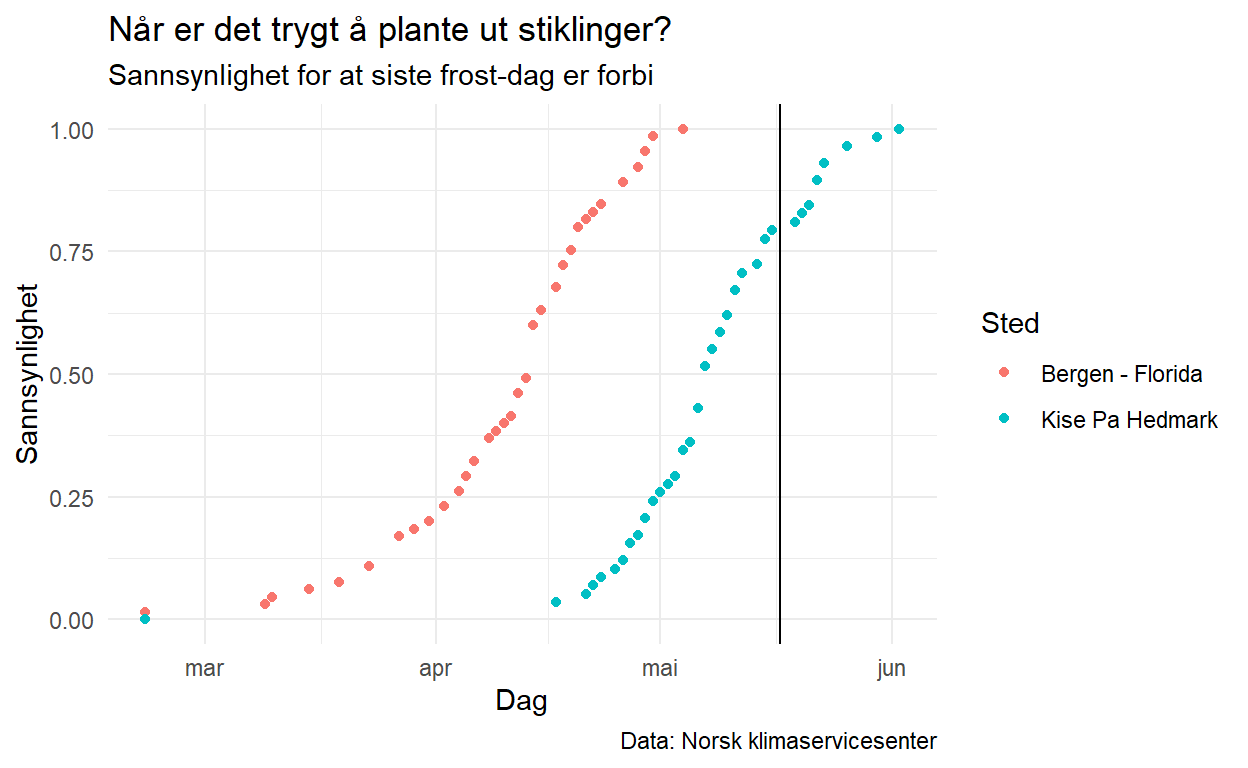 Når er det trygt å plante ut stiklinger?
Sannsynlighet for at siste frost-dag er forbi
1.00
0.75
0.50
0.25
0.00
Sannsynlighet
mar
apr
mai
jun
Dag
Sted
Bergen - Florida
Kise Pa Hedmark
Data: Norsk klimaservicesenter